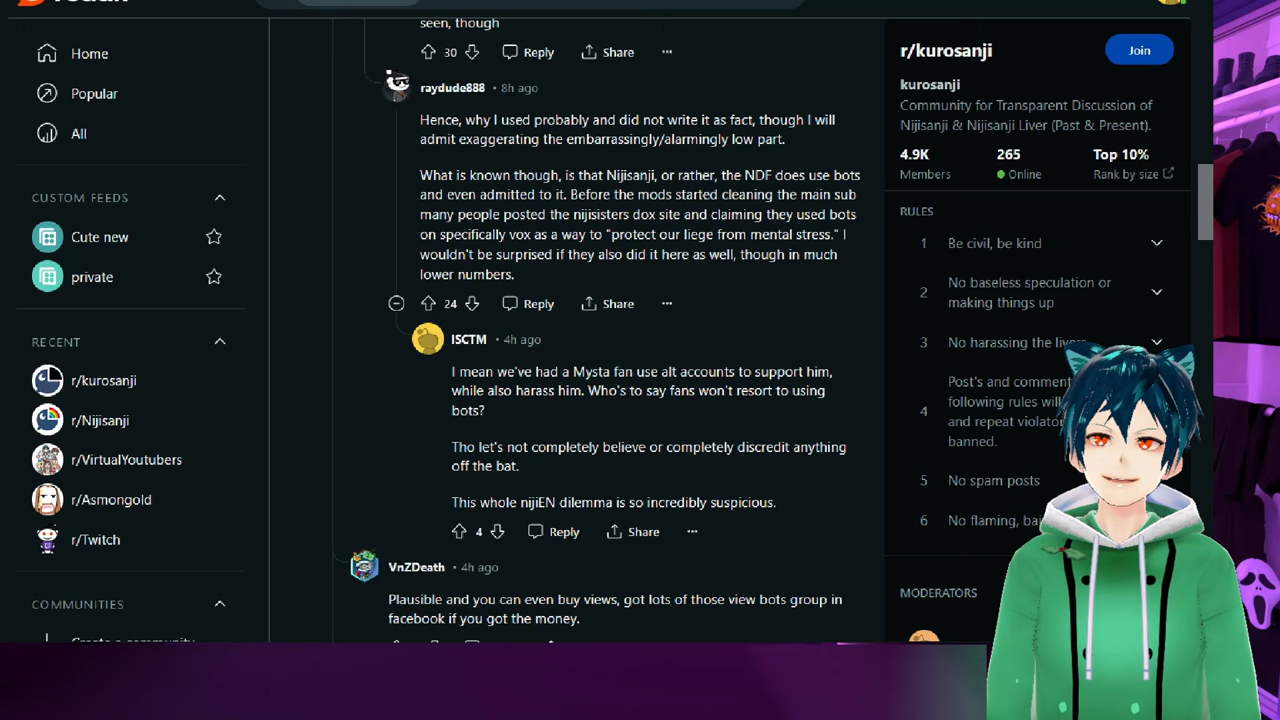 seen, though
30 Reply Share
raydude888 • 8h ago
Hence, why I used probably and did not write it as fact, though I will
admit exaggerating the embarrassingly/alarmingly low part.
What is known though, is that Nijisanji, or rather, the NDF does use bots
and even admitted to it. Before the mods started cleaning the main sub
many people posted the nijisisters dox site and claiming they used bots
on specifically vox as a way to "protect our liege from mental stress." I
wouldn't be surprised if they also did it here as well, though in much
lower numbers.
24 Reply Share
ISCTM • 4h ago
I mean we've had a Mysta fan use alt accounts to support him,
while also harass him. Who's to say fans won't resort to using
bots?
Tho let's not completely believe or completely discredit anything
off the bat.
This whole nijiEN dilemma is so incredibly suspicious.
4 Reply Share
VnZDeath • 4h ago
Plausible and you can even buy views, got lots of those view bots group in
facebook if you got the money.
Home
Popular
All
CUSTOM FEEDS
Cute new
private
RECENT
r/kurosanji
r/Nijisanji
r/VirtualYoutubers
r/Asmongold
r/Twitch
COMMUNITIES
r/kurosanji
Join
kurosanji
Community for Transparent Discussion of
Nijisanji & Nijisanji Liver (Past & Present).
4.9K 265 Top 10%
Members Online Rank by size
RULES
1 Be civil, be kind
2 No baseless speculation or
making things up
3 No harassing the livers
4 Post's and comment
following rules will
and repeat violator
banned.
5 No spam posts
6 No flaming, bai
MODERATORS